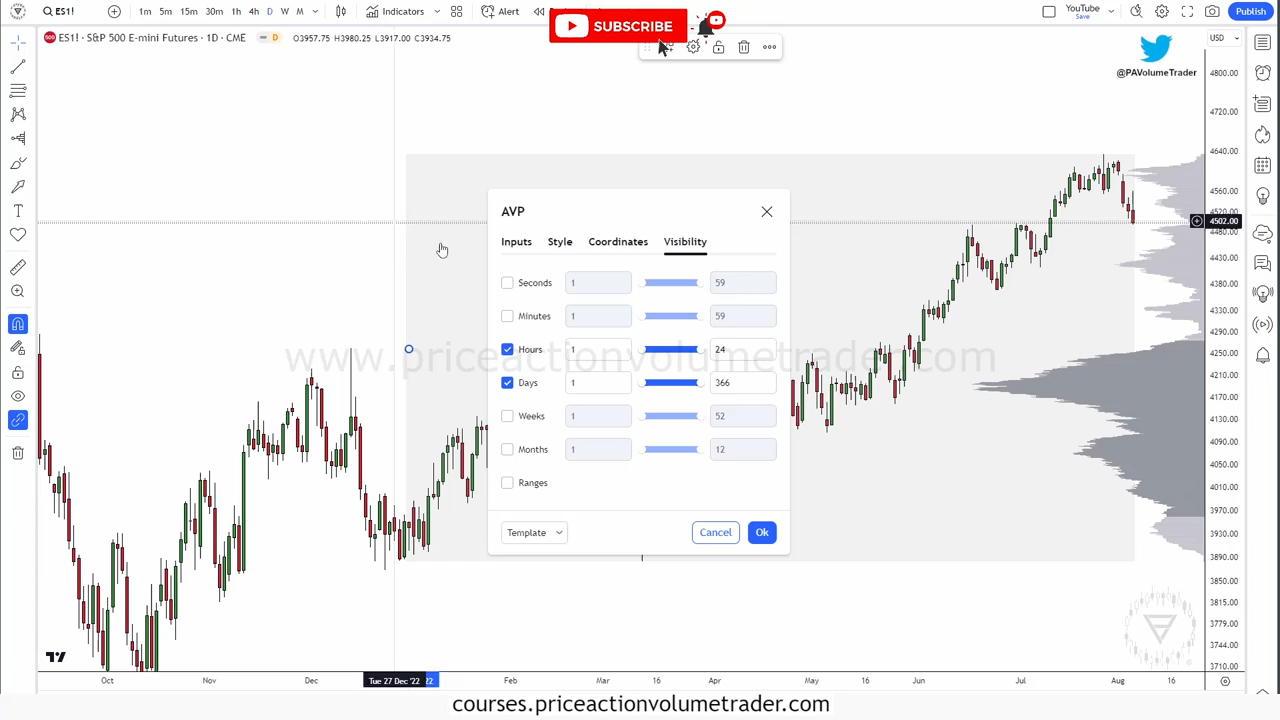 ES1!
1m 5m 15m 30m 1h 4h D W M
Indicators
Alert
Replay
SUBSCRIBE
YouTube
Save
Publish
ES1! · S&P 500 E-mini Futures · 1D · CME
D
O3957.75 H3980.25 L3917.00 C3934.75
USD
@PAVolumeTrader
4800.00
4720.00
4640.00
4560.00
4520.00
4502.00
4480.00
4430.00
4380.00
4330.00
4290.00
4250.00
4210.00
4170.00
4130.00
4090.00
4050.00
4010.00
3970.00
3930.00
3890.00
3850.00
3815.00
3779.00
3744.00
3710.00
www.priceactionvolumetrader.com
AVP
Inputs Style Coordinates Visibility
Seconds 1 59
Minutes 1 59
Hours 1 24
Days 1 366
Weeks 1 52
Months 1 12
Ranges
Template Cancel Ok
Oct Nov Dec Tue 27 Dec '22 Feb Mar 16 Apr May 16 Jun Jul Aug 16
courses.priceactionvolumetrader.com